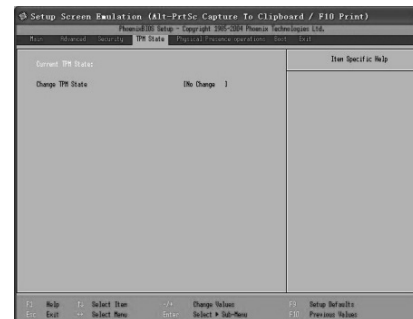 Setup Screen Emulation (Alt-PrtSc Capture To Clipboard / F10 Print)
PhoenixBIOS Setup - Copyright 1985-2004 Phoenix Technologies Ltd.
Main Advanced Security TPM State Physical Presence operations Boot Exit
Item Specific Help
Current TPM State:
Change TPM State [No Change ]
F1 Help ↑↓ Select Item -/+ Change Values F9 Setup Defaults
Esc Exit ↔ Select Menu Enter Select ▶ Sub-Menu F10 Previous Values